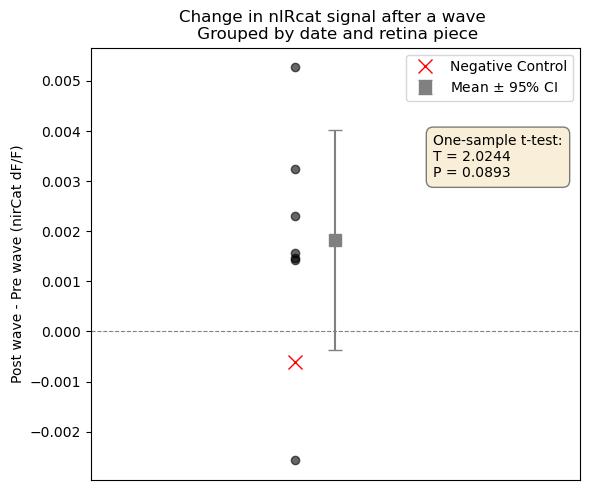 Change in nIRcat signal after a wave
Grouped by date and retina piece
Negative Control
Mean ± 95% CI
One-sample t-test:
T = 2.0244
P = 0.0893
Post wave - Pre wave (nirCat dF/F)
0.005
0.004
0.003
0.002
0.001
0.000
−0.001
−0.002